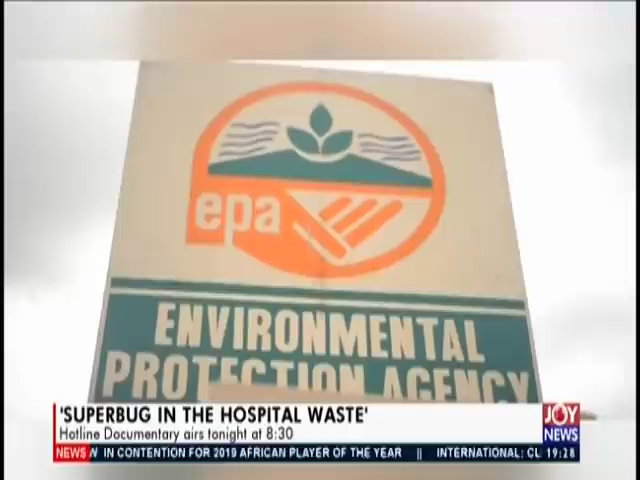 epa
ENVIRONMENTAL
PROTECTION AGENCY
'SUPERBUG IN THE HOSPITAL WASTE'
Hotline Documentary airs tonight at 8:30
JOY
NEWS
NEWS IN CONTENTION FOR 2019 AFRICAN PLAYER OF THE YEAR || INTERNATIONAL: 19:28